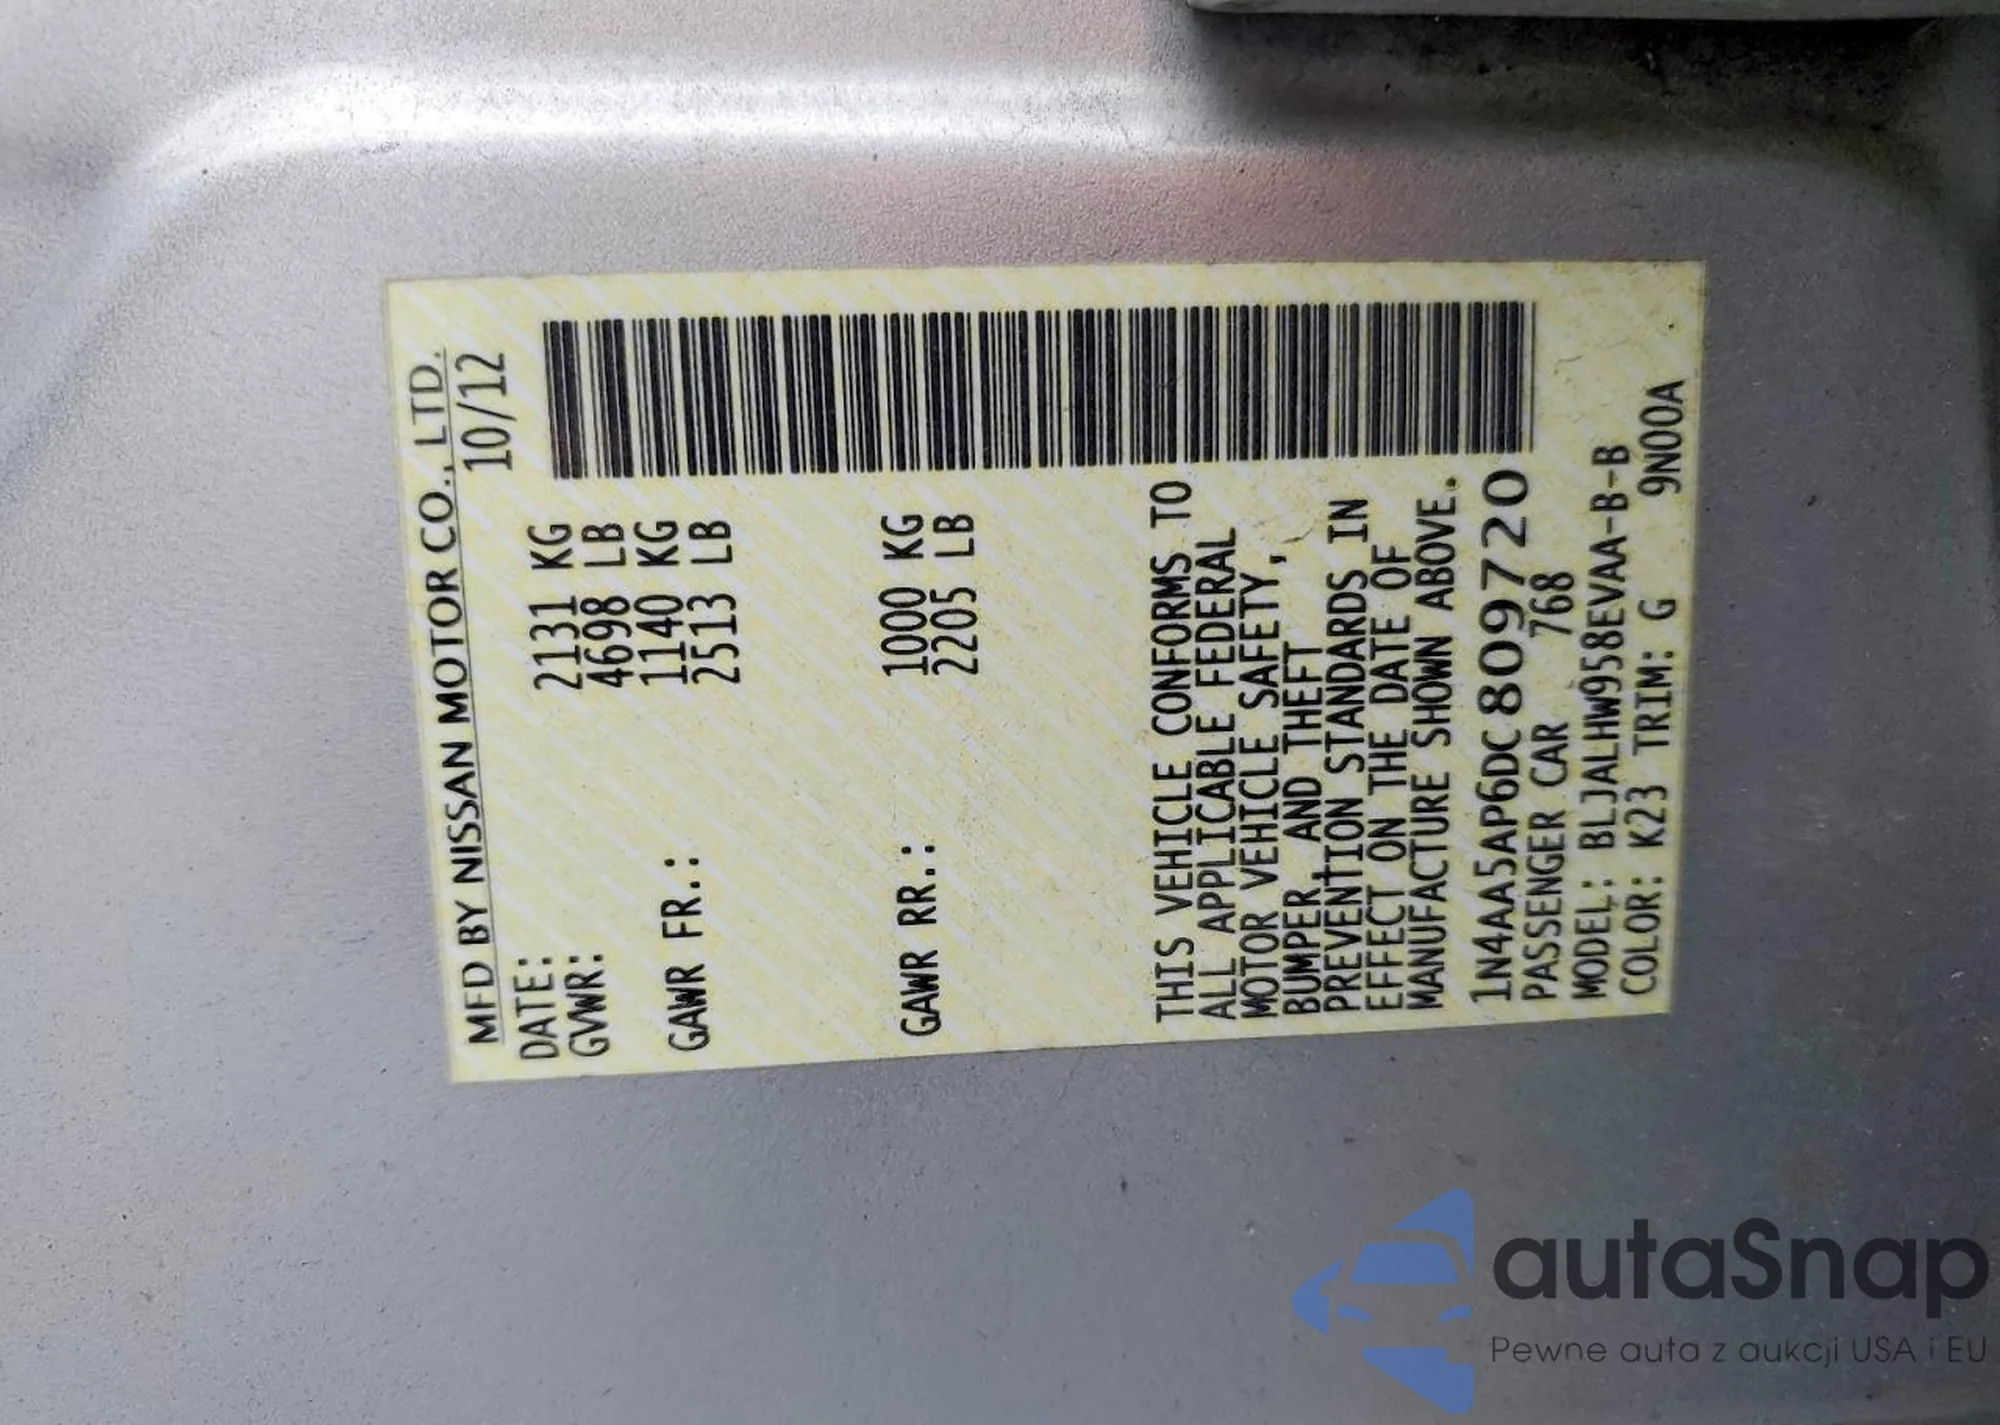 MFD BY NISSAN MOTOR CO., LTD.
DATE: 10/12
GVWR: 2131 KG
4698 LB
GAWR FR.: 1140 KG
2513 LB
GAWR RR.: 1000 KG
2205 LB
THIS VEHICLE CONFORMS TO
ALL APPLICABLE FEDERAL
MOTOR VEHICLE SAFETY,
BUMPER, AND THEFT
PREVENTION STANDARDS IN
EFFECT ON THE DATE OF
MANUFACTURE SHOWN ABOVE.
1N4AA5AP6DC809720
PASSENGER CAR 768
MODEL: BLJALHW958EVAA-B-B
COLOR: K23 TRIM: G 9N00A
autaSnap
Pewne auta z aukcji USA i EU